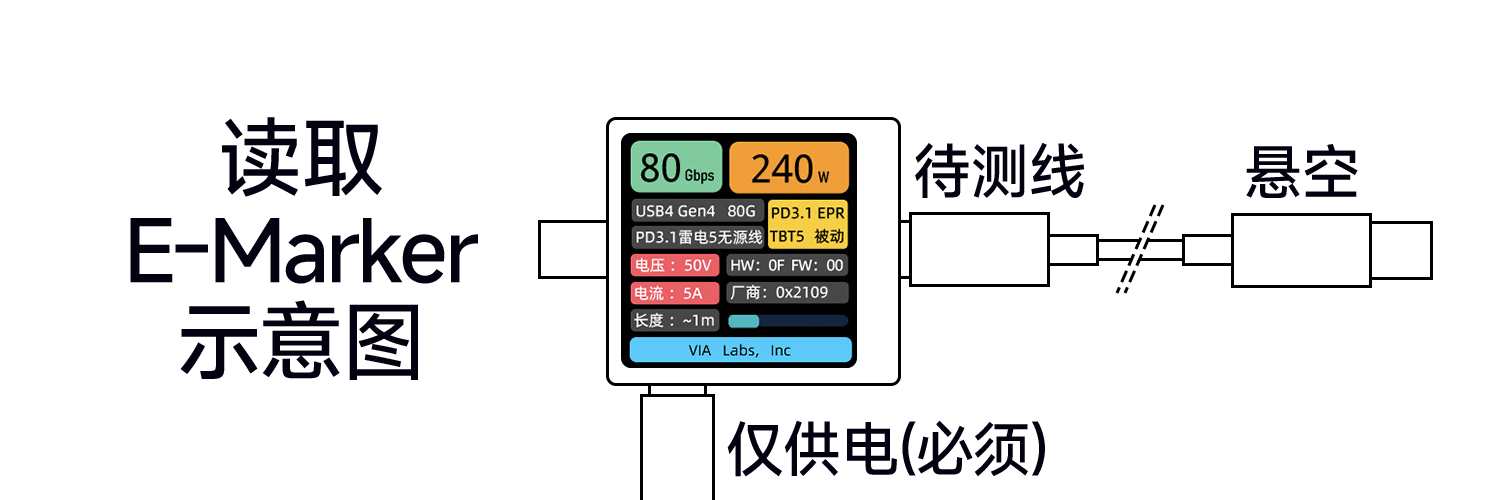 读取
E-Marker
示意图
80 Gbps
240 W
USB4 Gen4 80G
PD3.1雷电5无源线
PD3.1 EPR
TBT5 被动
电压：50V
HW：0F FW：00
电流：5A
厂商：0x2109
长度：~1m
VIA Labs, Inc
待测线
悬空
仅供电(必须)